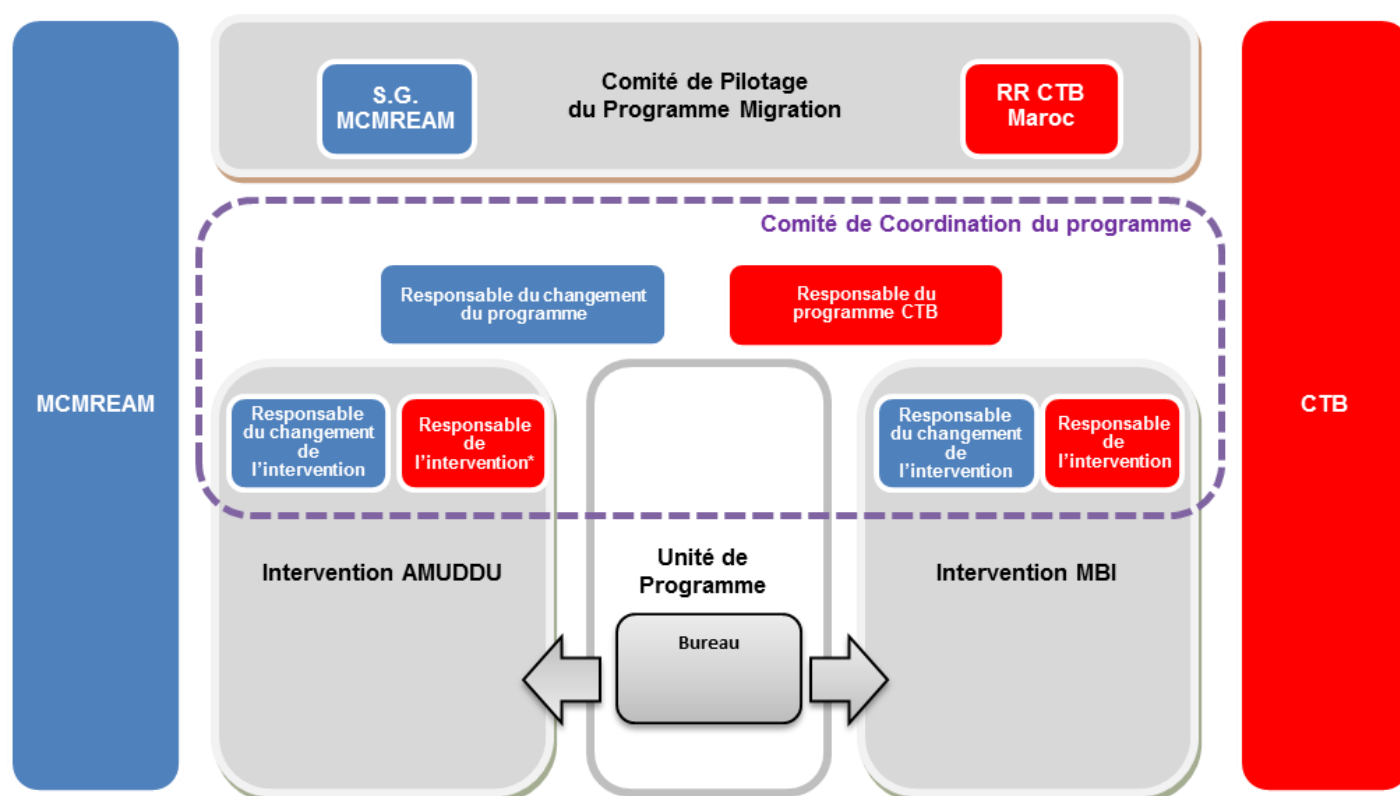 MCMREAM
S.G.
MCMREAM
Comité de Pilotage
du Programme Migration
RR CTB
Maroc
CTB
Comité de Coordination du programme
Responsable du changement
du programme
Responsable du
programme CTB
Responsable
du changement
de
l’intervention
Responsable
de
l’intervention*
Responsable
du changement
de
l’intervention
Responsable
de
l’intervention
Intervention AMUDDU
Unité de
Programme
Intervention MBI
Bureau